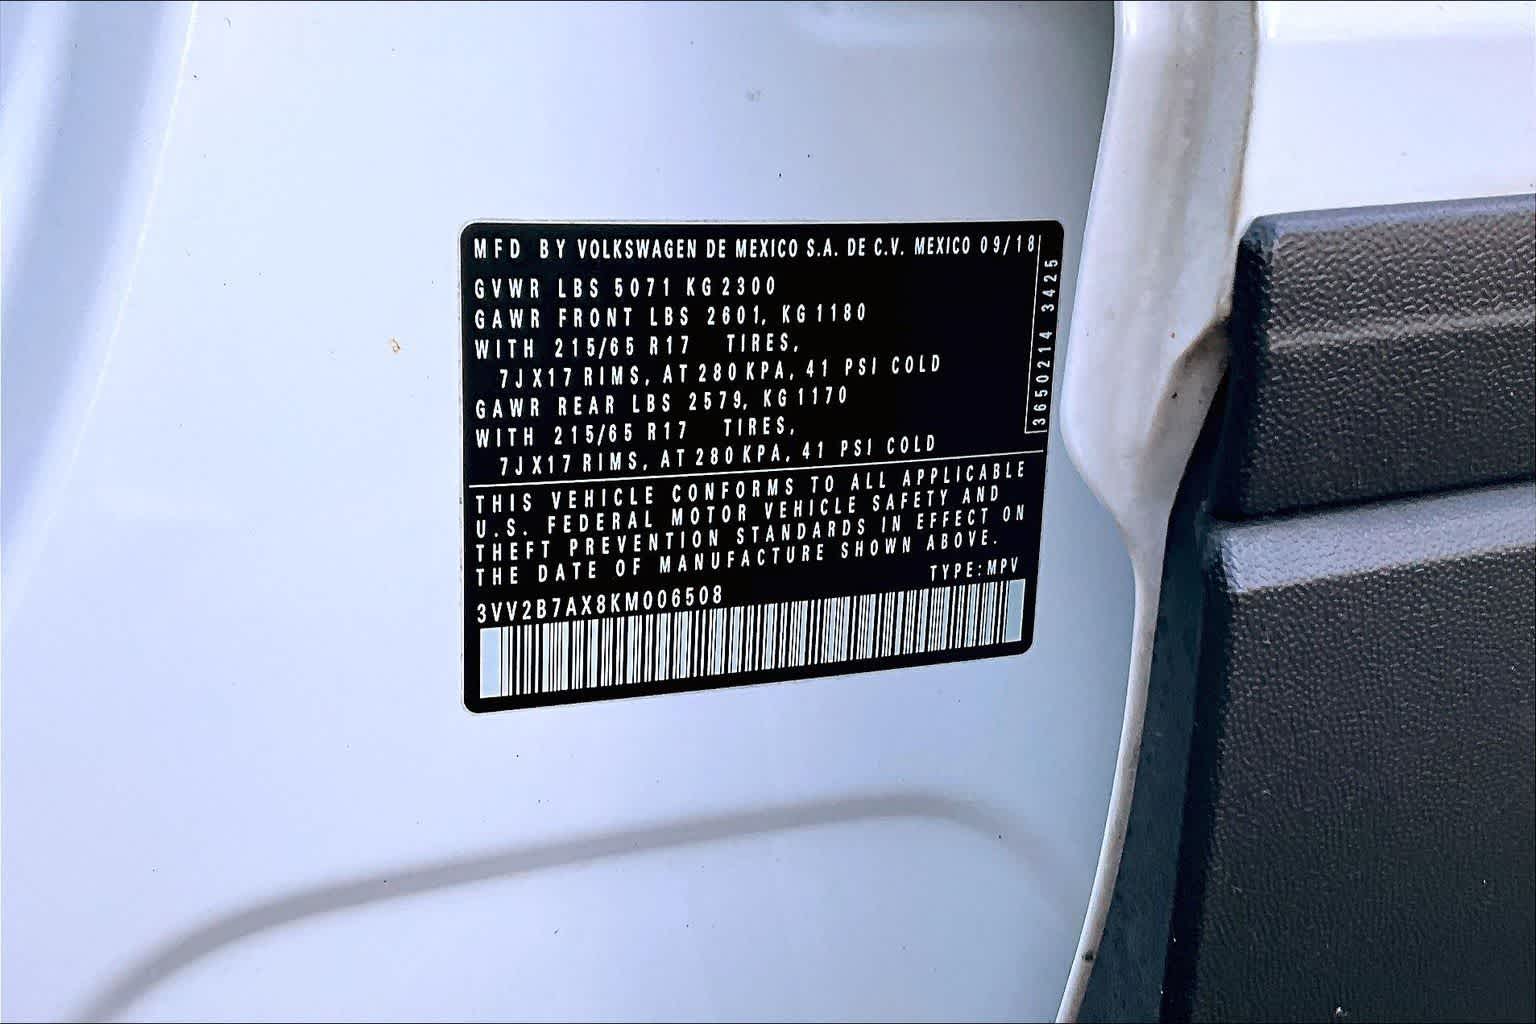 MFD BY VOLKSWAGEN DE MEXICO S.A. DE C.V. MEXICO 09/18
GVWR LBS 5071 KG 2300
GAWR FRONT LBS 2601, KG 1180
WITH 215/65 R17 TIRES,
7J X17 RIMS, AT 280 KPA, 41 PSI COLD
GAWR REAR LBS 2579, KG 1170
WITH 215/65 R17 TIRES,
7J X17 RIMS, AT 280 KPA, 41 PSI COLD
3650214 3425
THIS VEHICLE CONFORMS TO ALL APPLICABLE
U.S. FEDERAL MOTOR VEHICLE SAFETY AND
THEFT PREVENTION STANDARDS IN EFFECT ON
THE DATE OF MANUFACTURE SHOWN ABOVE.
TYPE:MPV
3VV2B7AX8KM006508